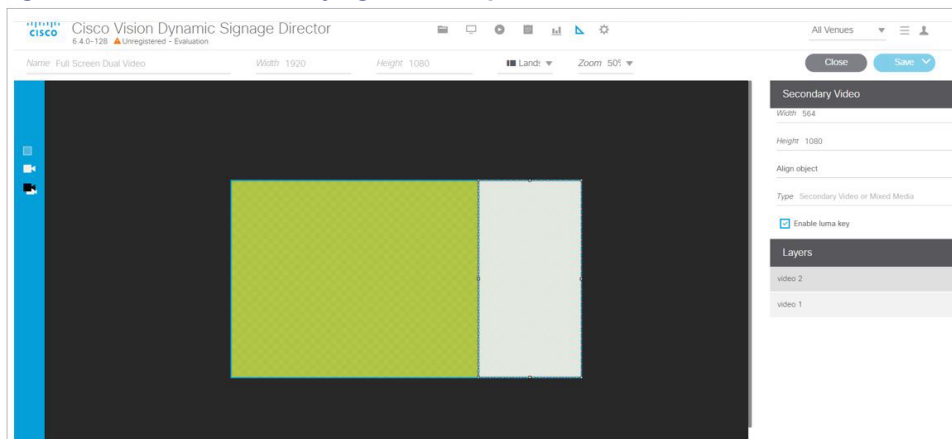 CISCO Cisco Vision Dynamic Signage Director
6.4.0-128 Unregistered - Evaluation
All Venues
Name Full Screen Dual Video Width 1920 Height 1080 Zoom 50% Close Save
Secondary Video
Width 564
Height 1080
Align object
Type Secondary Video or Mixed Media
Enable luma key
Layers
video 2
video 1